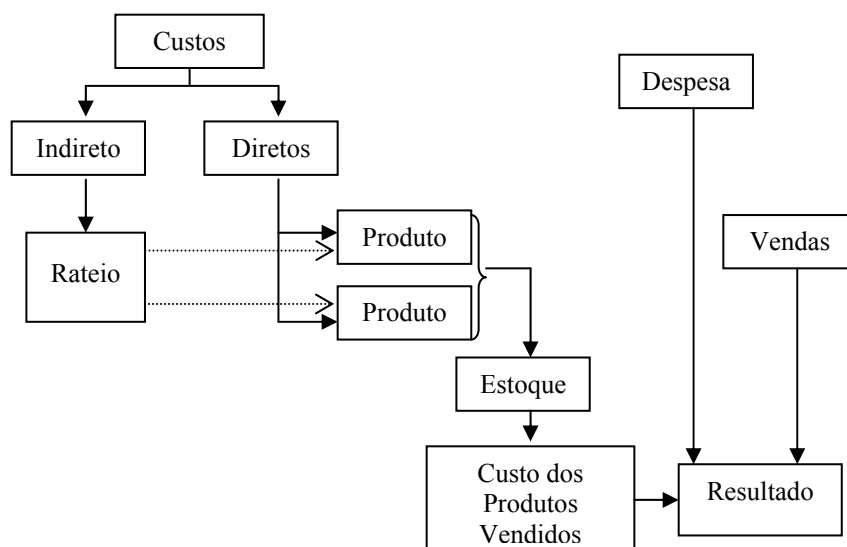 Custos
Despesa
Indireto
Diretos
Produto
Vendas
Rateio
Produto
Estoque
Custo dos
Produtos
Vendidos
Resultado